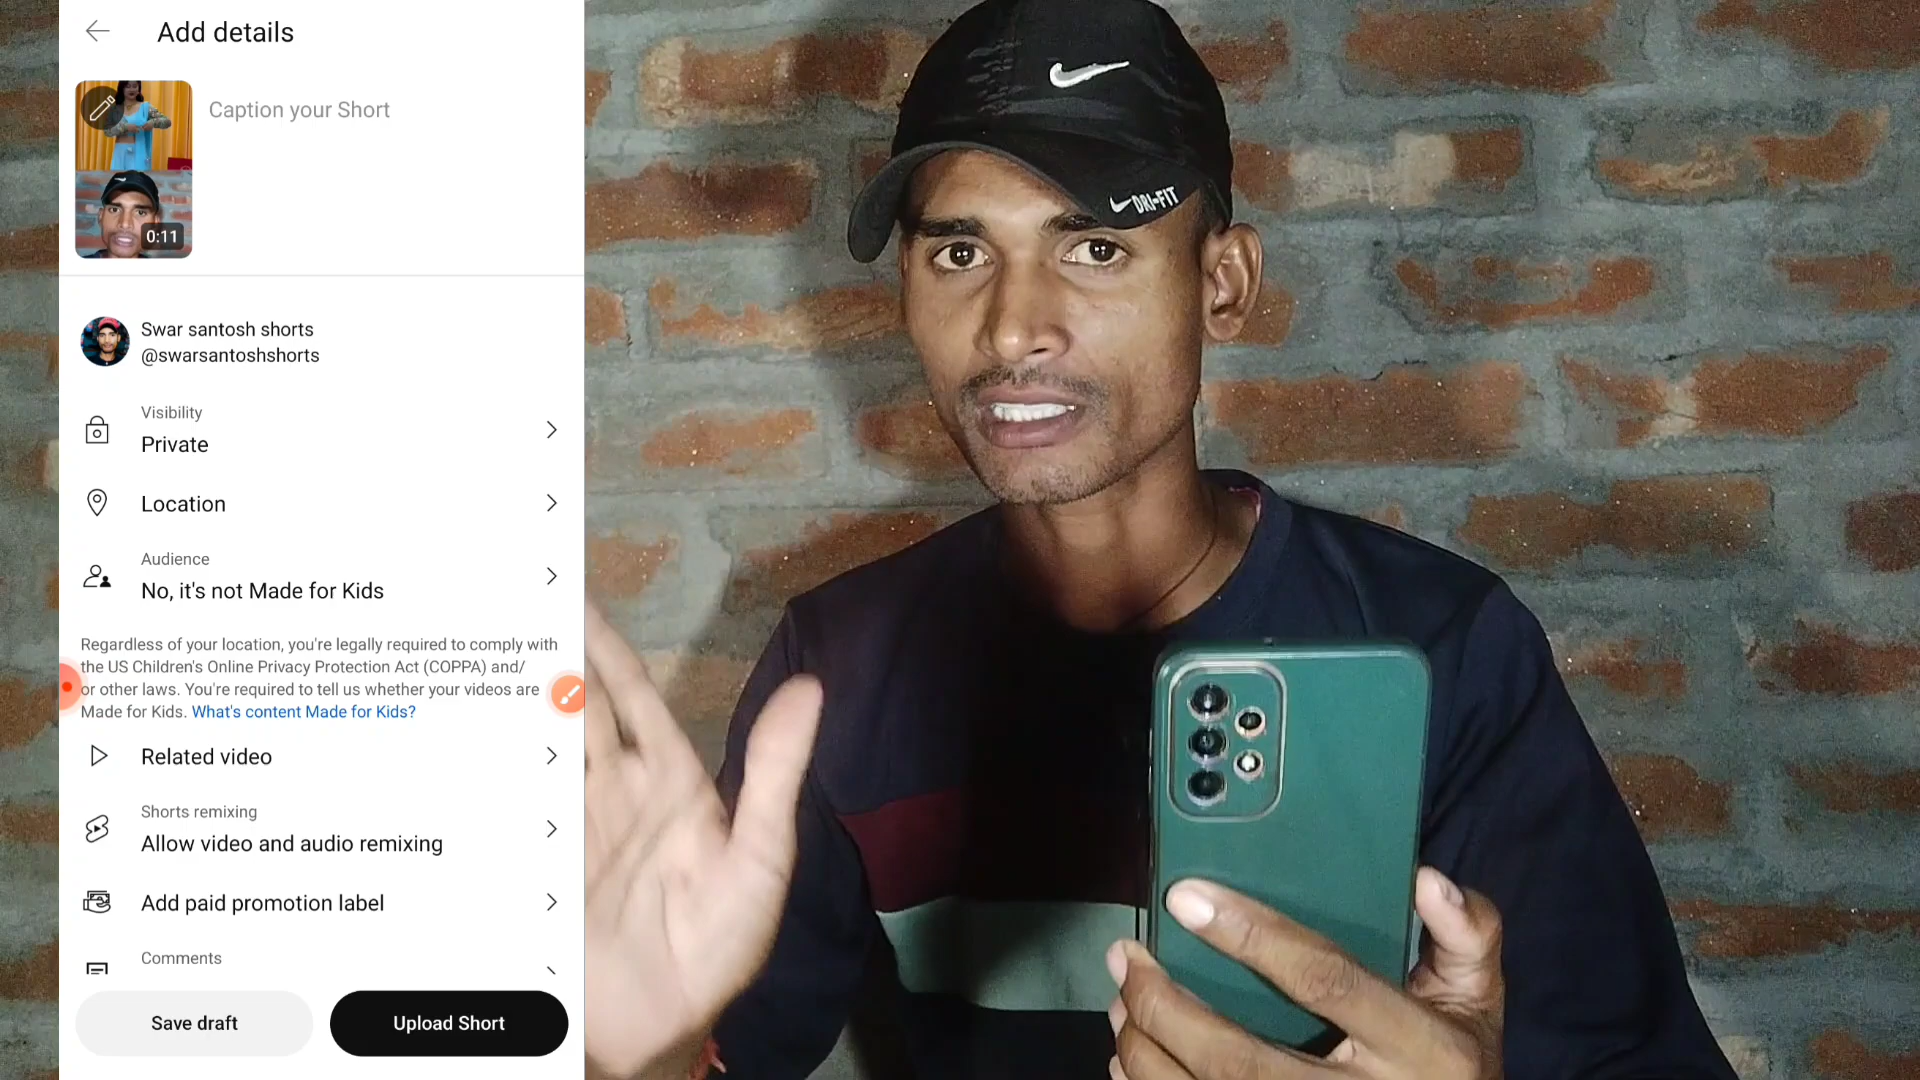 Add details
Caption your Short
0:11
Swar santosh shorts
@swarsantoshshorts
Visibility
Private
Location
Audience
No, it's not Made for Kids
Regardless of your location, you're legally required to comply with
the US Children's Online Privacy Protection Act (COPPA) and/
or other laws. You're required to tell us whether your videos are
Made for Kids. What's content Made for Kids?
Related video
Shorts remixing
Allow video and audio remixing
Add paid promotion label
Comments
Save draft
Upload Short
DRI-FIT